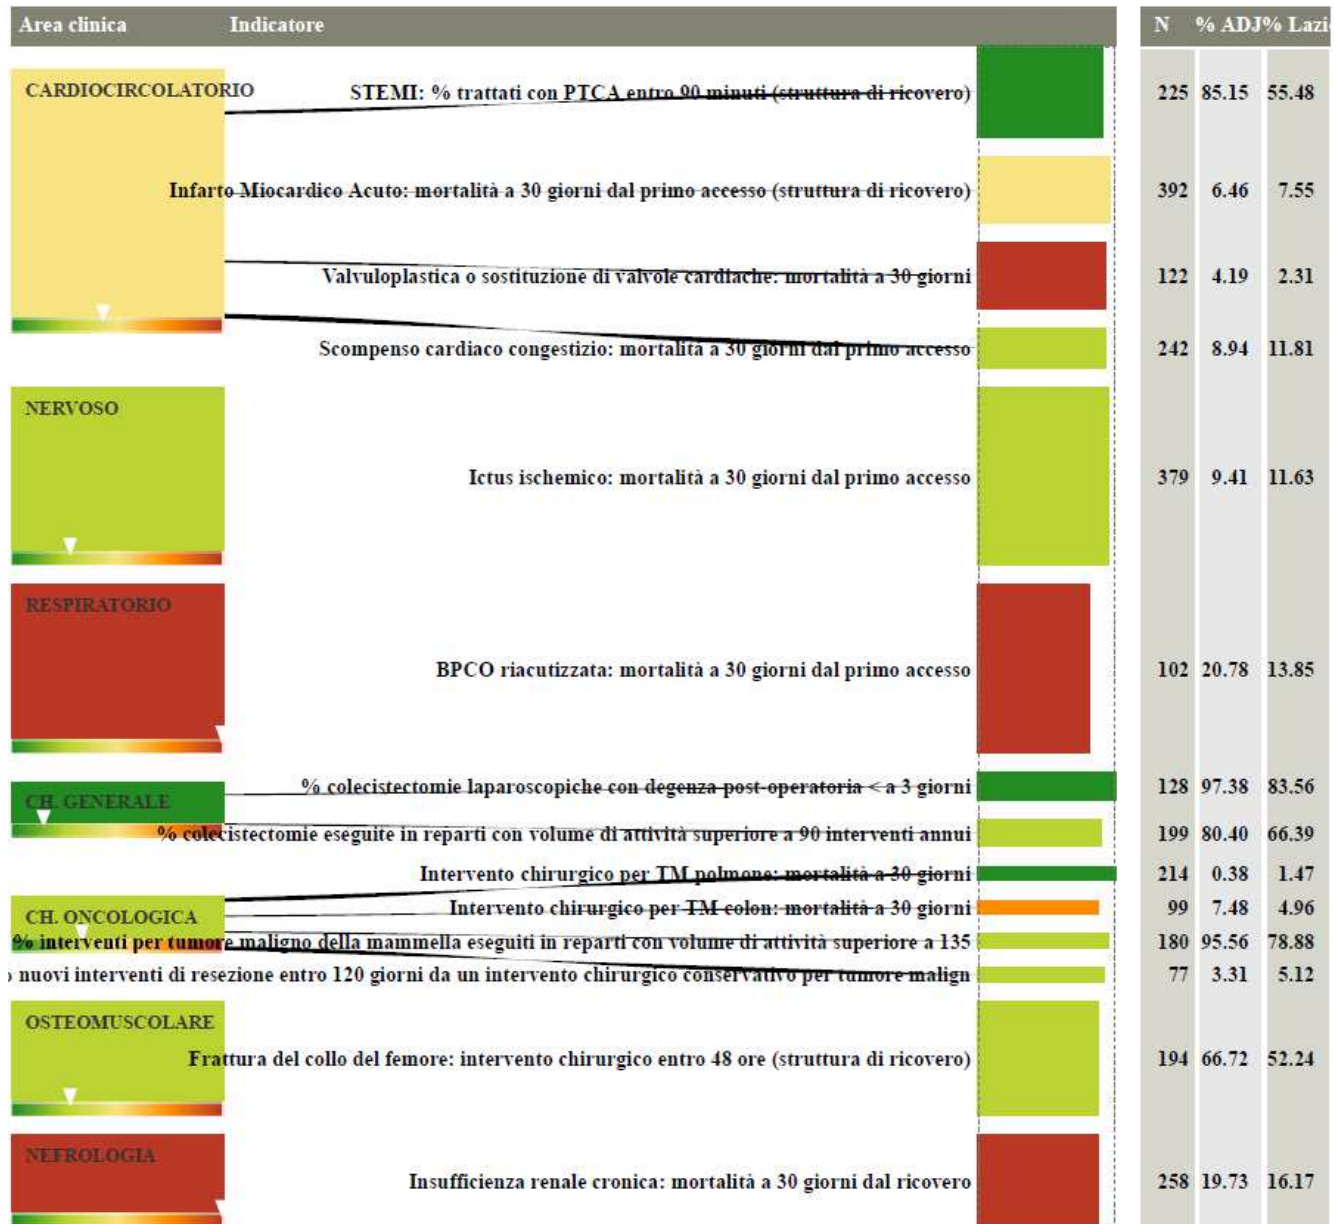 Area clinica Indicatore N % ADJ % Lazi
CARDIOCIRCOLATORIO STEMI: % trattati con PTCA entro 90 minuti (struttura di ricovero) 225 85.15 55.48
Infarto Miocardico Acuto: mortalità a 30 giorni dal primo accesso (struttura di ricovero) 392 6.46 7.55
Valvuloplastica o sostituzione di valvole cardiache: mortalità a 30 giorni 122 4.19 2.31
Scompenso cardiaco congestizio: mortalità a 30 giorni dal primo accesso 242 8.94 11.81
NERVOSO
Ictus ischemico: mortalità a 30 giorni dal primo accesso 379 9.41 11.63
RESPIRATORIO
BPCO riacutizzata: mortalità a 30 giorni dal primo accesso 102 20.78 13.85
% colecistectomie laparoscopiche con degenza post-operatoria < a 3 giorni 128 97.38 83.56
CH. GENERALE
% colecistectomie eseguite in reparti con volume di attività superiore a 90 interventi annui 199 80.40 66.39
Intervento chirurgico per TM polmone: mortalità a 30 giorni 214 0.38 1.47
Intervento chirurgico per TM colon: mortalità a 30 giorni 99 7.48 4.96
CH. ONCOLOGICA
% interventi per tumore maligno della mammella eseguiti in reparti con volume di attività superiore a 135 180 95.56 78.88
nuovi interventi di resezione entro 120 giorni da un intervento chirurgico conservativo per tumore malign 77 3.31 5.12
OSTEOMUSCOLARE
Frattura del collo del femore: intervento chirurgico entro 48 ore (struttura di ricovero) 194 66.72 52.24
NEFROLOGIA
Insufficienza renale cronica: mortalità a 30 giorni dal ricovero 258 19.73 16.17